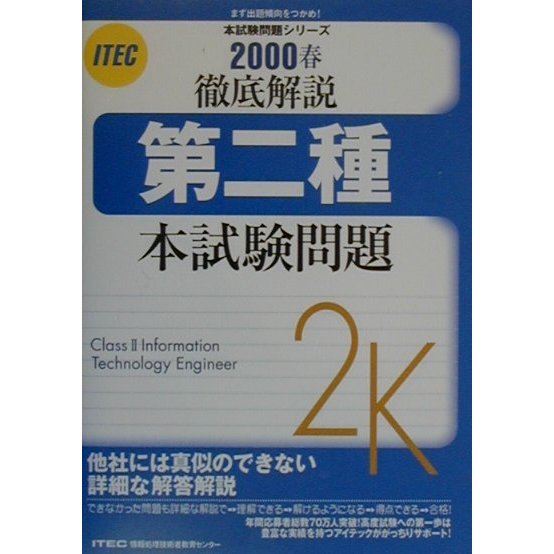 まず出題傾向をつかめ!
本試験問題シリーズ
ITEC
2000春
徹底解説
第二種
本試験問題
2K
Class II Information
Technology Engineer
他社には真似のできない
詳細な解答解説
できなかった問題も詳細な解説で→理解できる→解けるようになる→得点できる→合格!
年間応募者総数70万人突破!高度試験への第一歩は
豊富な実績を持つアイテックがガッちりサポート!
ITEC 情報処理技術者教育センター